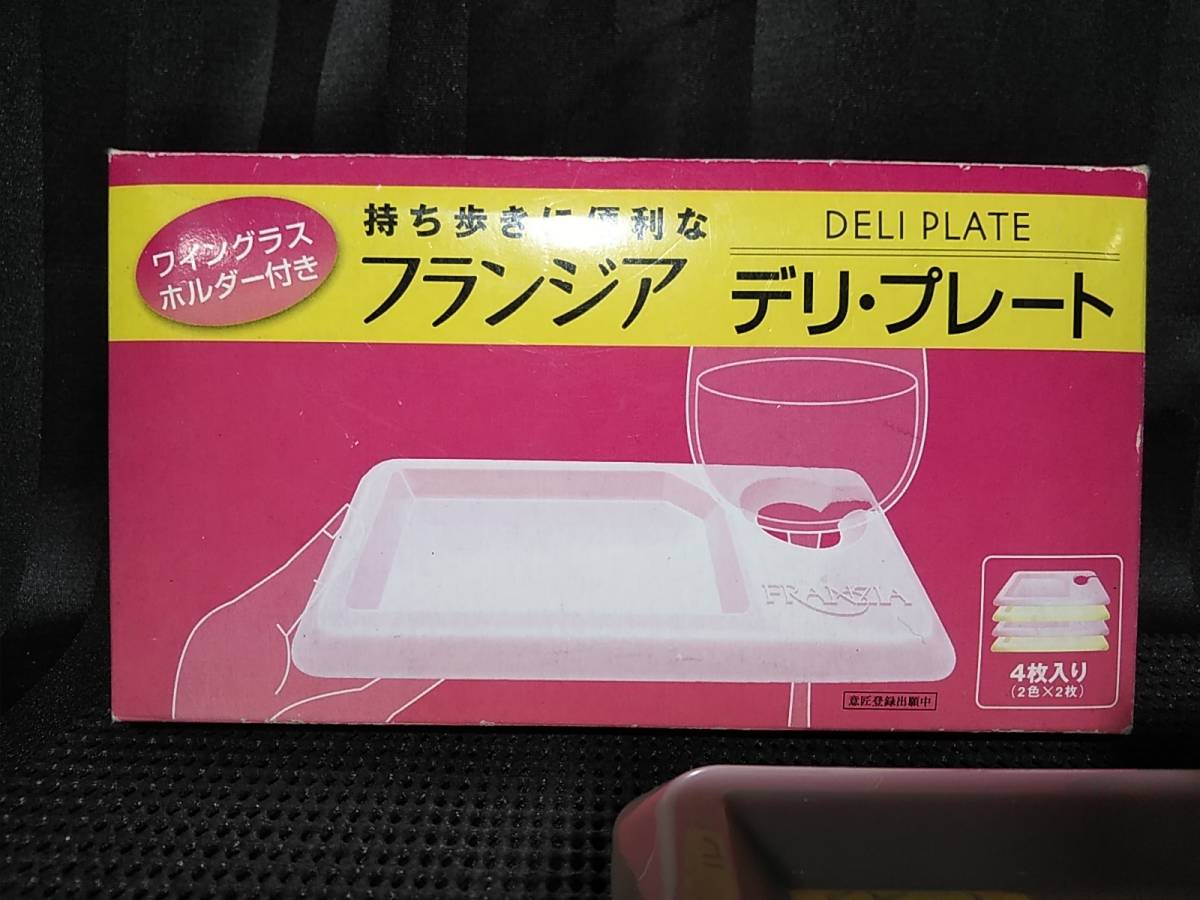 ワイングラス
ホルダー付き
持ち歩きに便利な
フランジア
DELI PLATE
デリ・プレート
FRANZIA
4枚入り
(2色×2枚)
意匠登録出願中